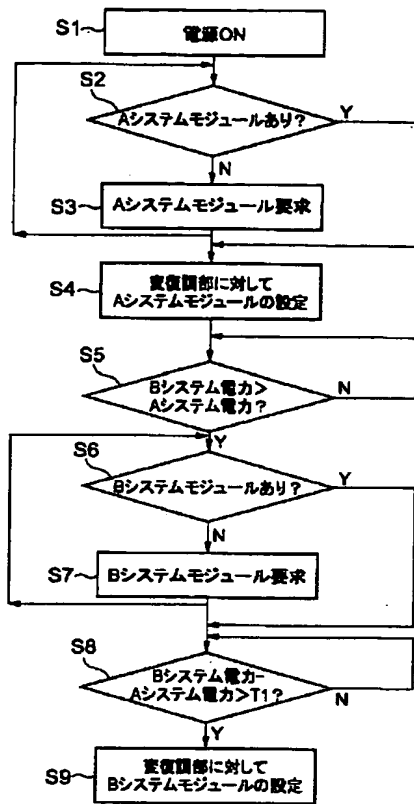 S1
電源ON
S2
Aシステムモジュールあり?
Y
N
S3
Aシステムモジュール要求
S4
変復調部に対して
Aシステムモジュールの設定
S5
Bシステム電力>
Aシステム電力?
N
Y
S6
Bシステムモジュールあり?
Y
N
S7
Bシステムモジュール要求
S8
Bシステム電力-
Aシステム電力>T1?
N
Y
S9
変復調部に対して
Bシステムモジュールの設定